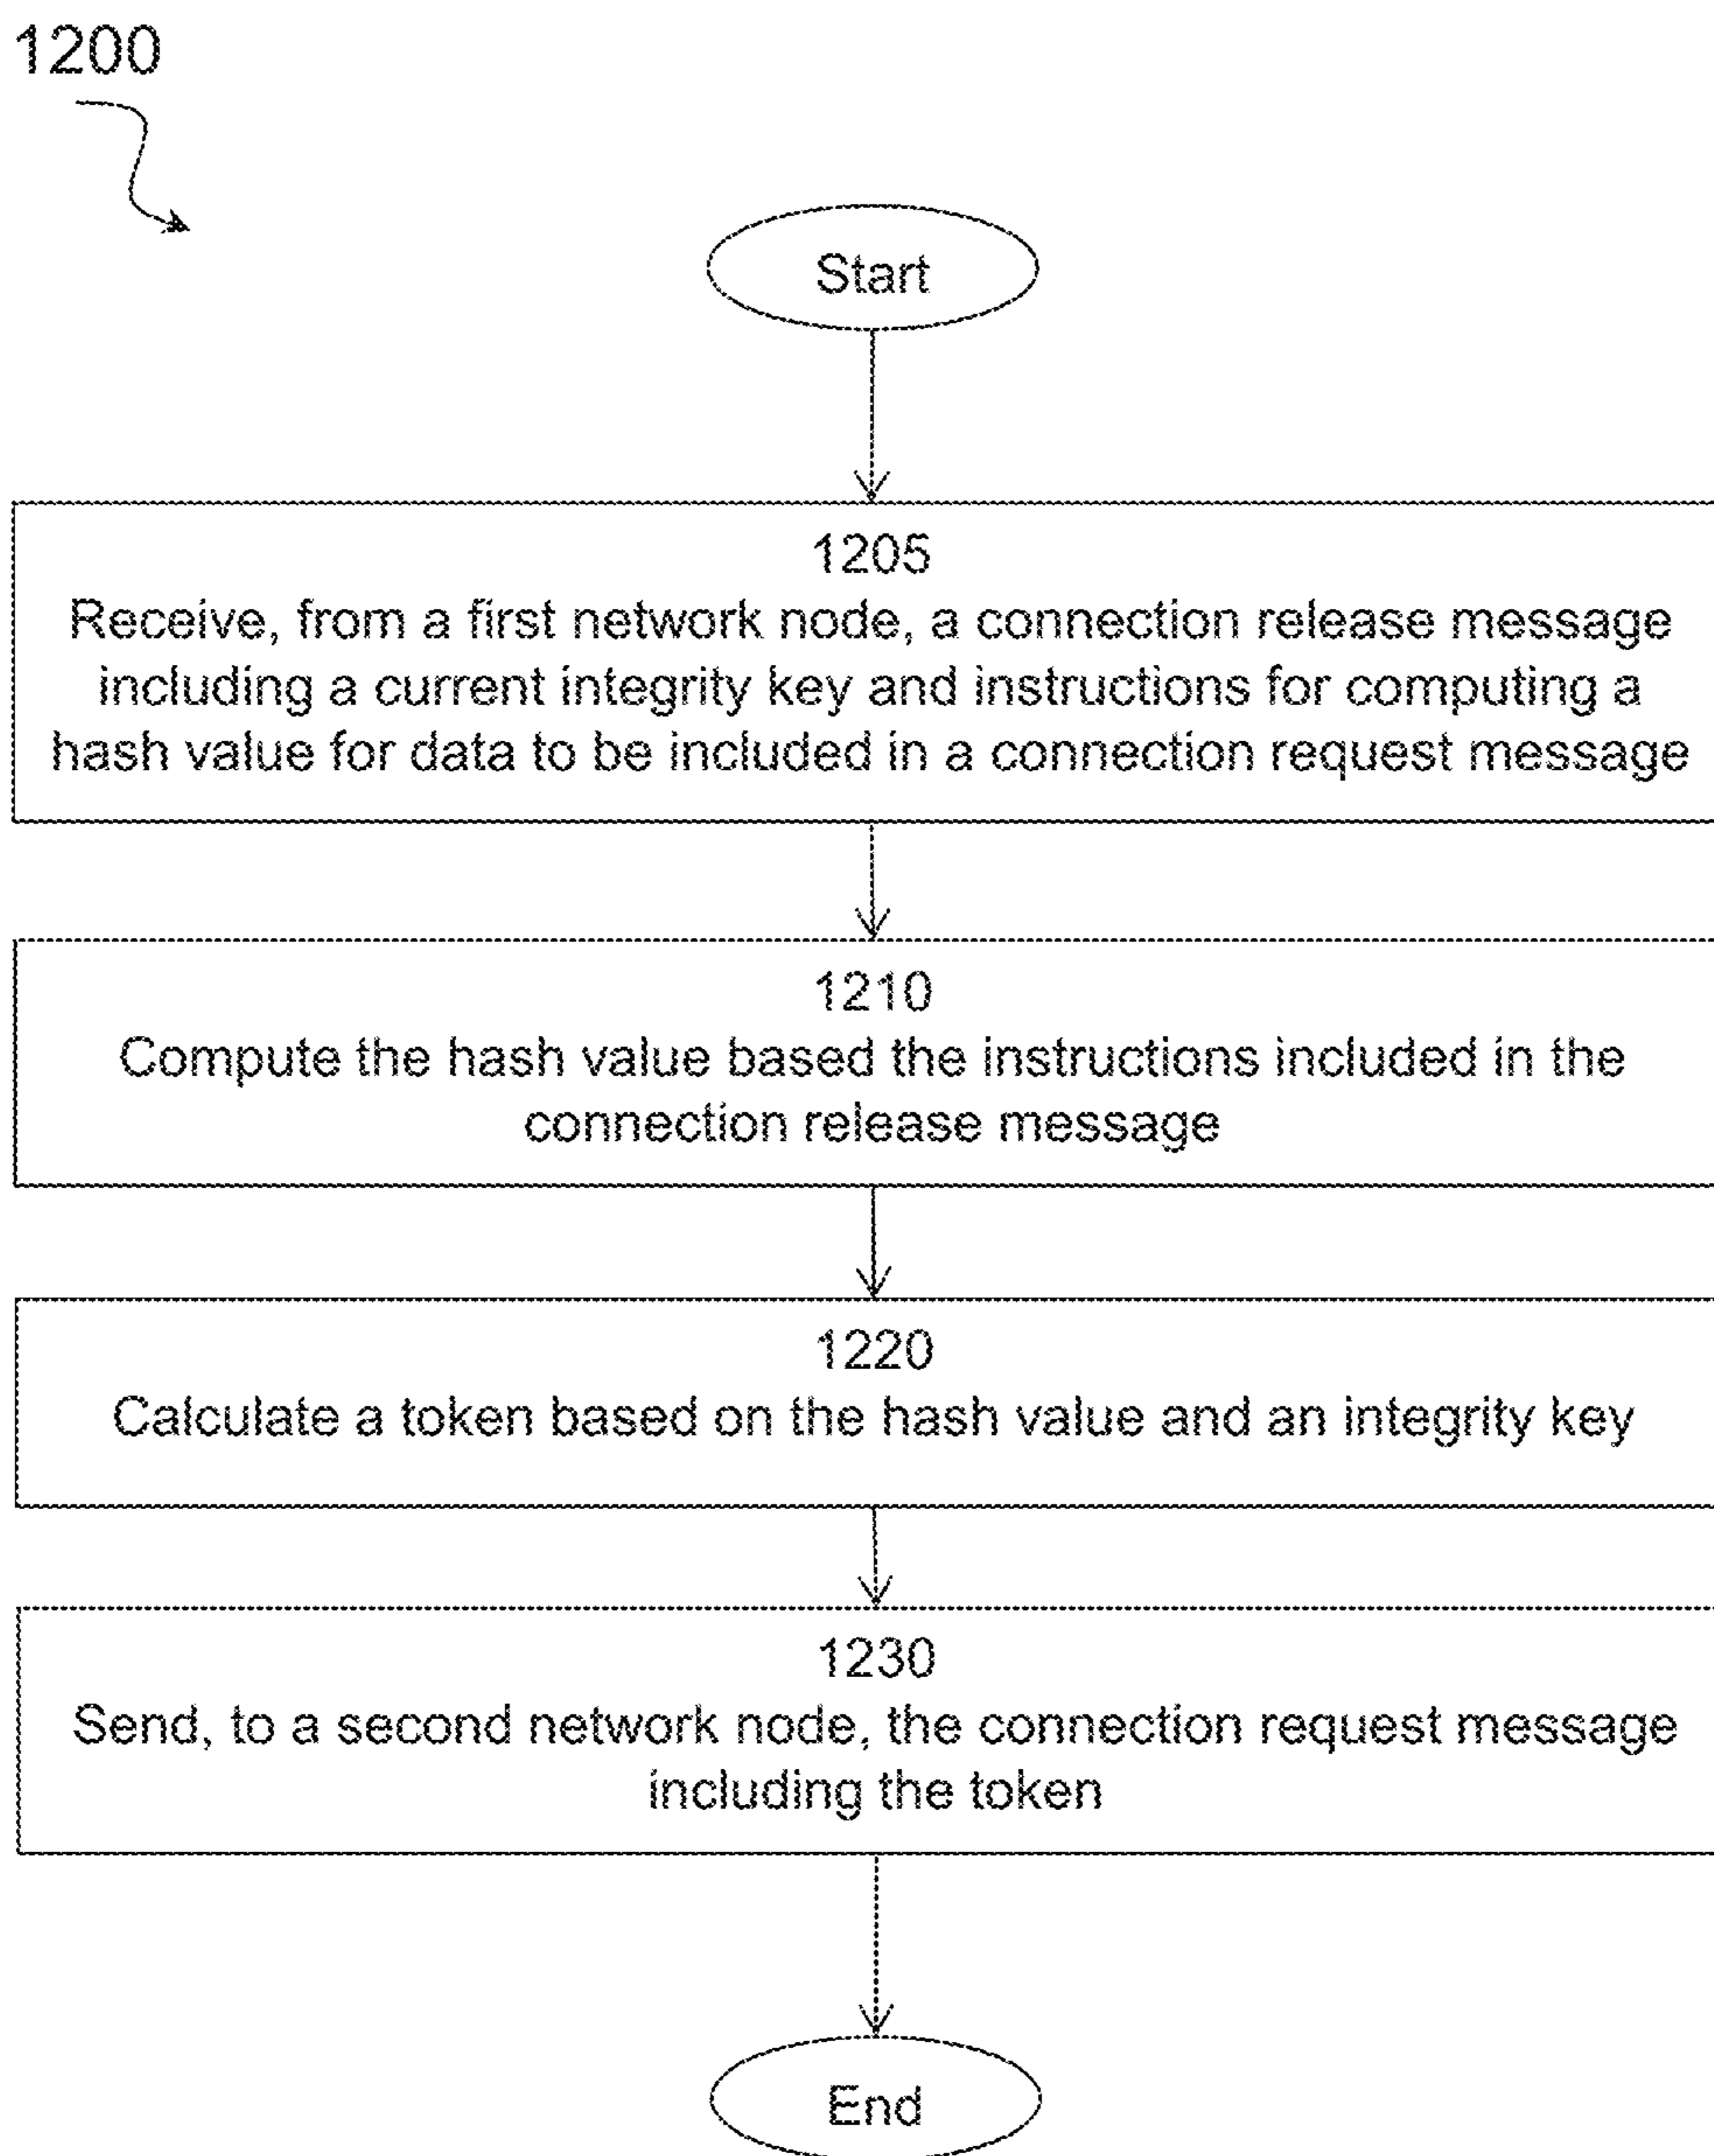 1200
Start
1205
Receive, from a first network node, a connection release message
including a current integrity key and instructions for computing a
hash value for data to be included in a connection request message
1210
Compute the hash value based the instructions included in the
connection release message
1220
Calculate a token based on the hash value and an integrity key
1230
Send, to a second network node, the connection request message
including the token
End